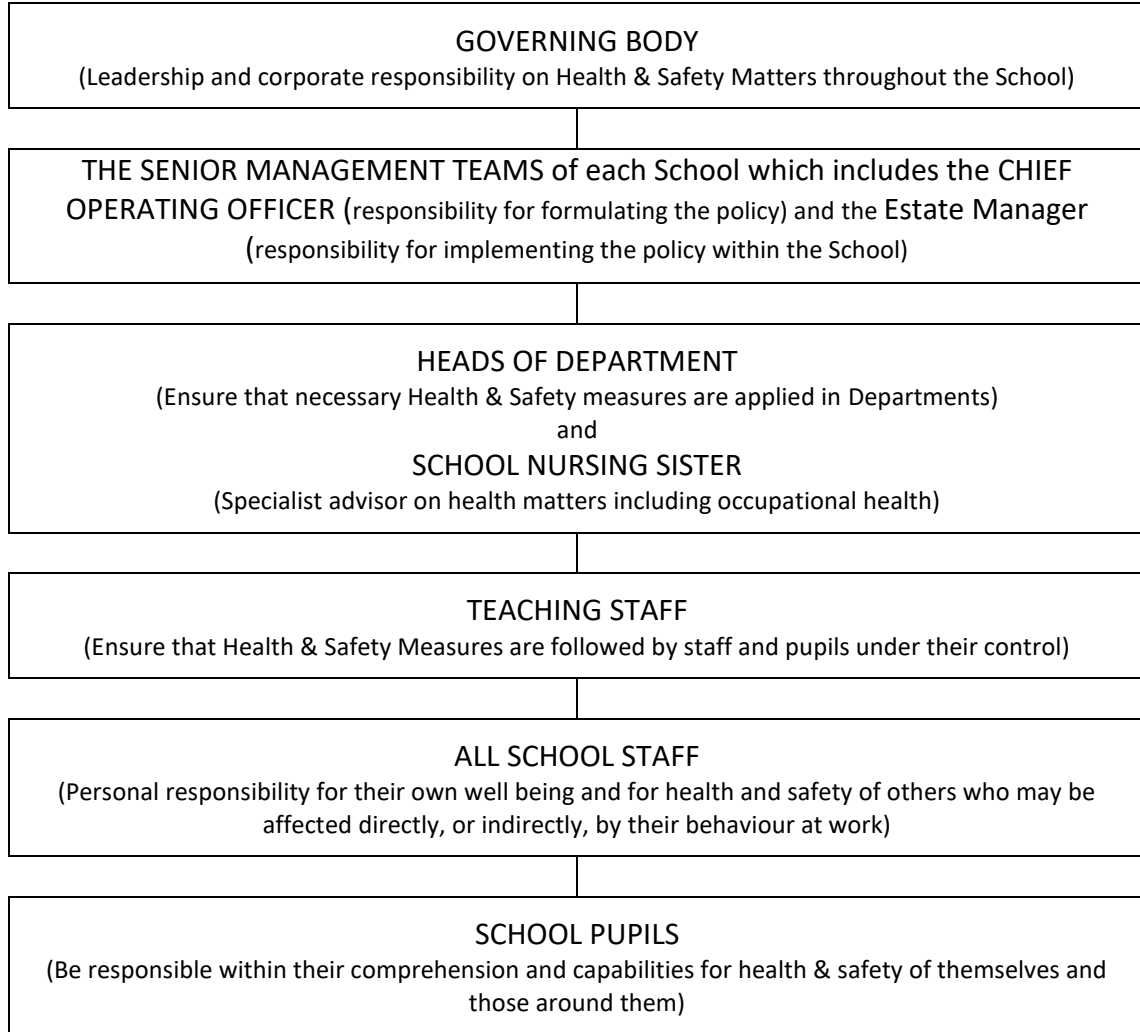 GOVERNING BODY
(Leadership and corporate responsibility on Health & Safety Matters throughout the School)
THE SENIOR MANAGEMENT TEAMS of each School which includes the CHIEF
OPERATING OFFICER (responsibility for formulating the policy) and the Estate Manager
(responsibility for implementing the policy within the School)
HEADS OF DEPARTMENT
(Ensure that necessary Health & Safety measures are applied in Departments)
and
SCHOOL NURSING SISTER
(Specialist advisor on health matters including occupational health)
TEACHING STAFF
(Ensure that Health & Safety Measures are followed by staff and pupils under their control)
ALL SCHOOL STAFF
(Personal responsibility for their own well being and for health and safety of others who may be
affected directly, or indirectly, by their behaviour at work)
SCHOOL PUPILS
(Be responsible within their comprehension and capabilities for health & safety of themselves and
those around them)